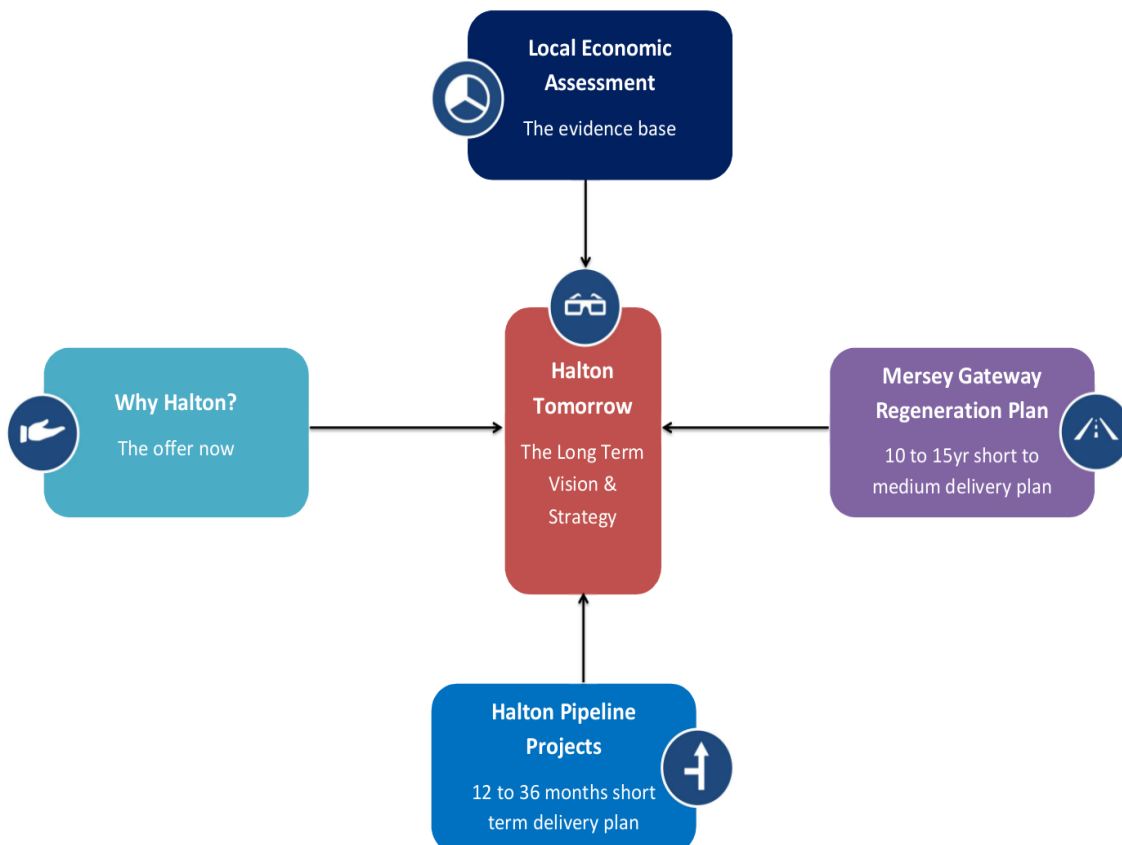 Local Economic
Assessment
The evidence base
Why Halton?
The offer now
Halton
Tomorrow
The Long Term
Vision &
Strategy
Mersey Gateway
Regeneration Plan
10 to 15yr short to
medium delivery plan
Halton Pipeline
Projects
12 to 36 months short
term delivery plan